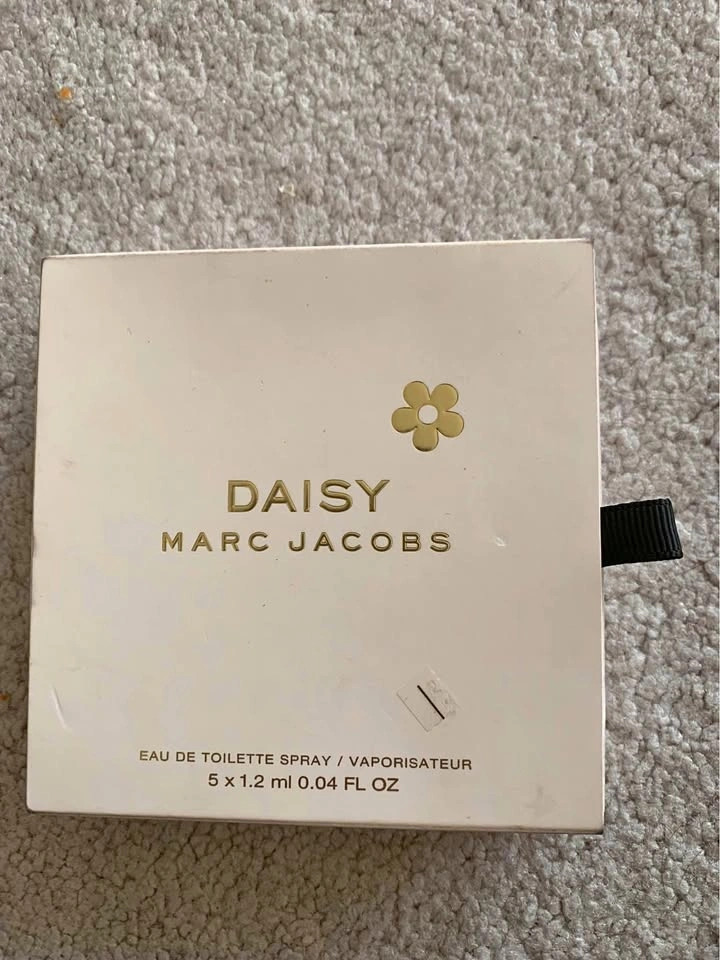 DAISY
MARC JACOBS
EAU DE TOILETTE SPRAY / VAPORISATEUR
5 x 1.2 ml 0.04 FL OZ